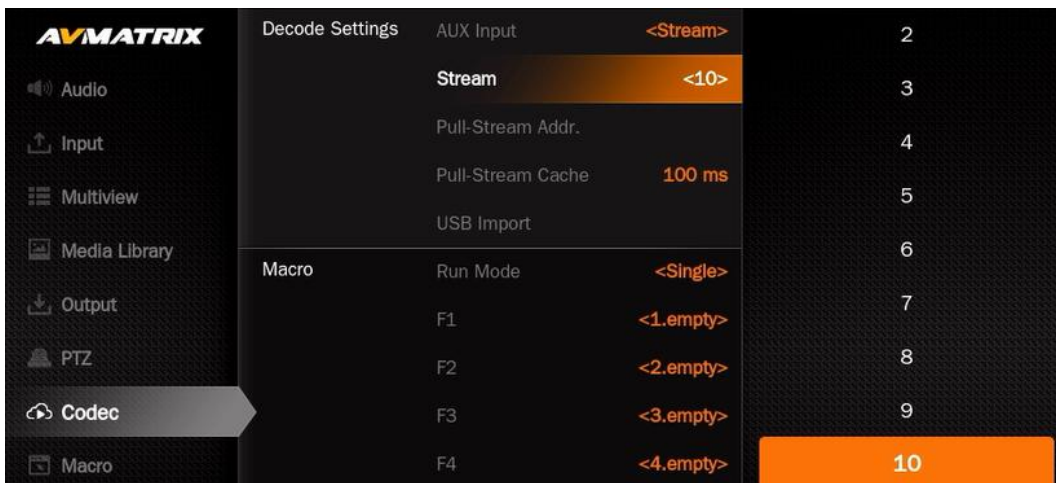 AVMATRIX
Audio
Input
Multiview
Media Library
Output
PTZ
Codec
Macro
Decode Settings
AUX Input <Stream>
Stream <10>
Pull-Stream Addr.
Pull-Stream Cache 100 ms
USB Import
Macro
Run Mode <Single>
F1 <1.empty>
F2 <2.empty>
F3 <3.empty>
F4 <4.empty>
2
3
4
5
6
7
8
9
10